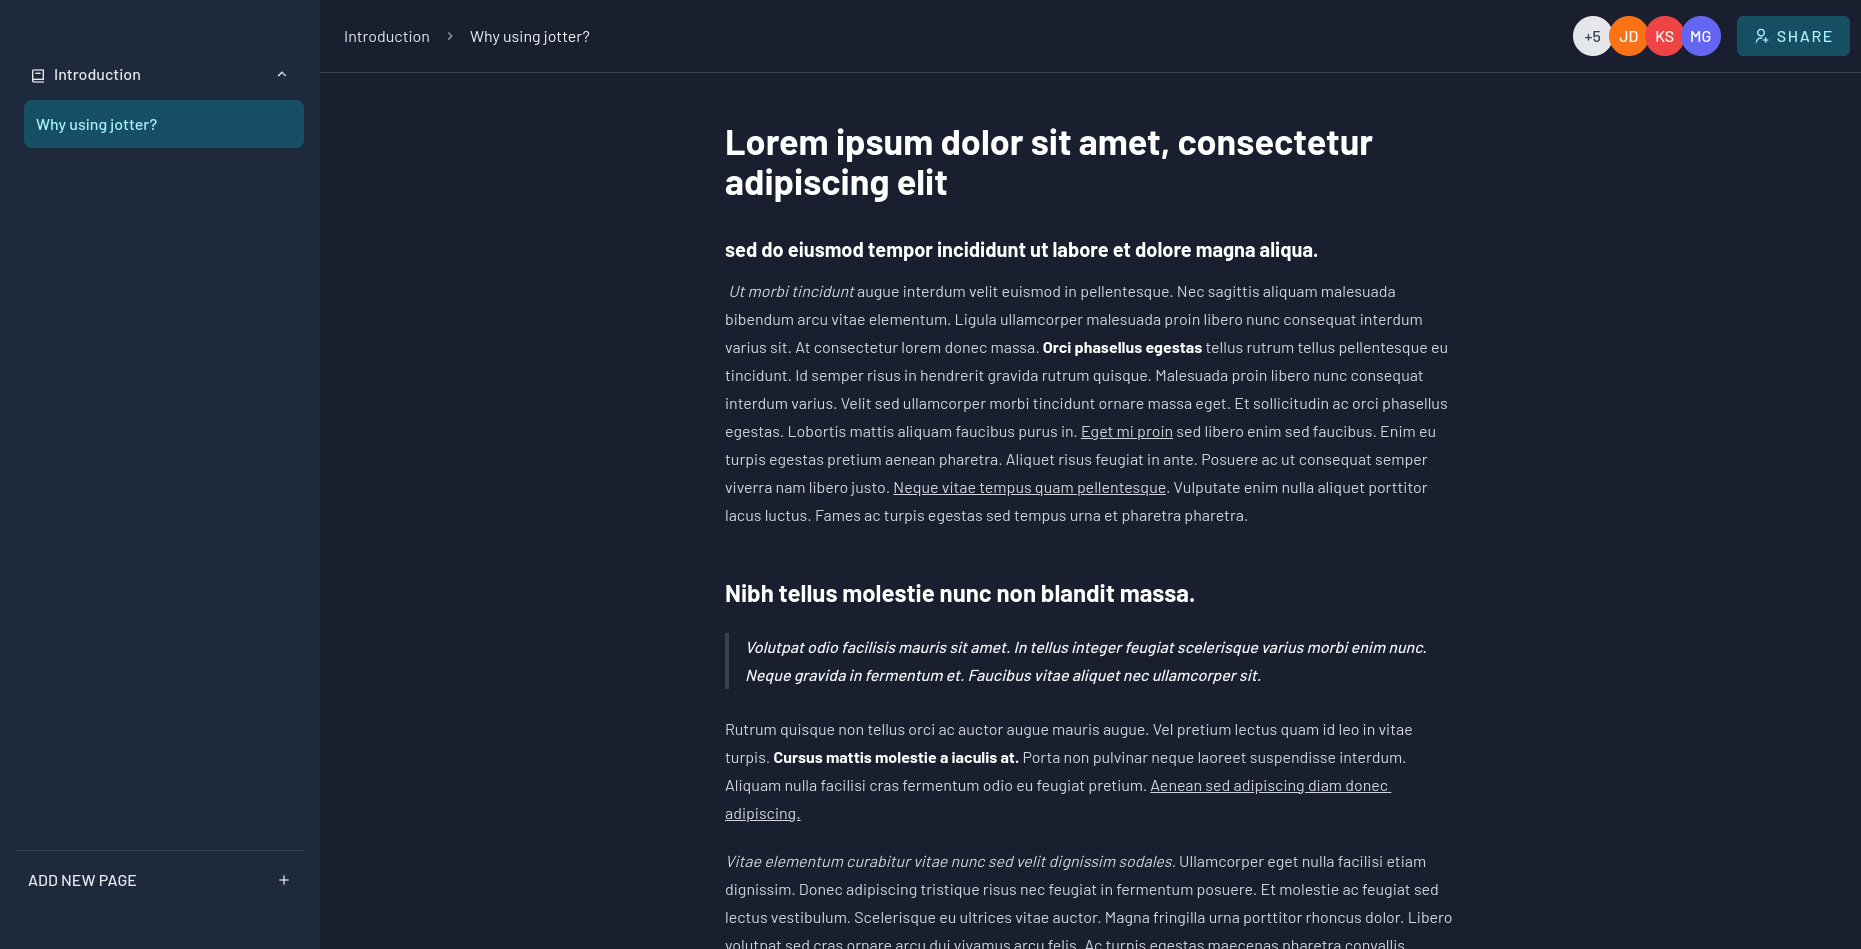 Introduction
Why using jotter?
ADD NEW PAGE
Introduction > Why using jotter?
+5 JD KS MG SHARE
Lorem ipsum dolor sit amet, consectetur
adipiscing elit
sed do eiusmod tempor incididunt ut labore et dolore magna aliqua.
Ut morbi tincidunt augue interdum velit euismod in pellentesque. Nec sagittis aliquam malesuada
bibendum arcu vitae elementum. Ligula ullamcorper malesuada proin libero nunc consequat interdum
varius sit. At consectetur lorem donec massa. Orci phasellus egestas tellus rutrum tellus pellentesque eu
tincidunt. Id semper risus in hendrerit gravida rutrum quisque. Malesuada proin libero nunc consequat
interdum varius. Velit sed ullamcorper morbi tincidunt ornare massa eget. Et sollicitudin ac orci phasellus
egestas. Lobortis mattis aliquam faucibus purus in. Eget mi proin sed libero enim sed faucibus. Enim eu
turpis egestas pretium aenean pharetra. Aliquet risus feugiat in ante. Posuere ac ut consequat semper
viverra nam libero justo. Neque vitae tempus quam pellentesque. Vulputate enim nulla aliquet porttitor
lacus luctus. Fames ac turpis egestas sed tempus urna et pharetra pharetra.
Nibh tellus molestie nunc non blandit massa.
Volutpat odio facilisis mauris sit amet. In tellus integer feugiat scelerisque varius morbi enim nunc.
Neque gravida in fermentum et. Faucibus vitae aliquet nec ullamcorper sit.
Rutrum quisque non tellus orci ac auctor augue mauris augue. Vel pretium lectus quam id leo in vitae
turpis. Cursus mattis molestie a iaculis at. Porta non pulvinar neque laoreet suspendisse interdum.
Aliquam nulla facilisi cras fermentum odio eu feugiat pretium. Aenean sed adipiscing diam donec
adipiscing.
Vitae elementum curabitur vitae nunc sed velit dignissim sodales. Ullamcorper eget nulla facilisi etiam
dignissim. Donec adipiscing tristique risus nec feugiat in fermentum posuere. Et molestie ac feugiat sed
lectus vestibulum. Scelerisque eu ultrices vitae auctor. Magna fringilla urna porttitor rhoncus dolor. Libero
volutpat sed cras ornare arcu dui vivamus arcu felis. Ac turpis egestas maecenas pharetra convallis